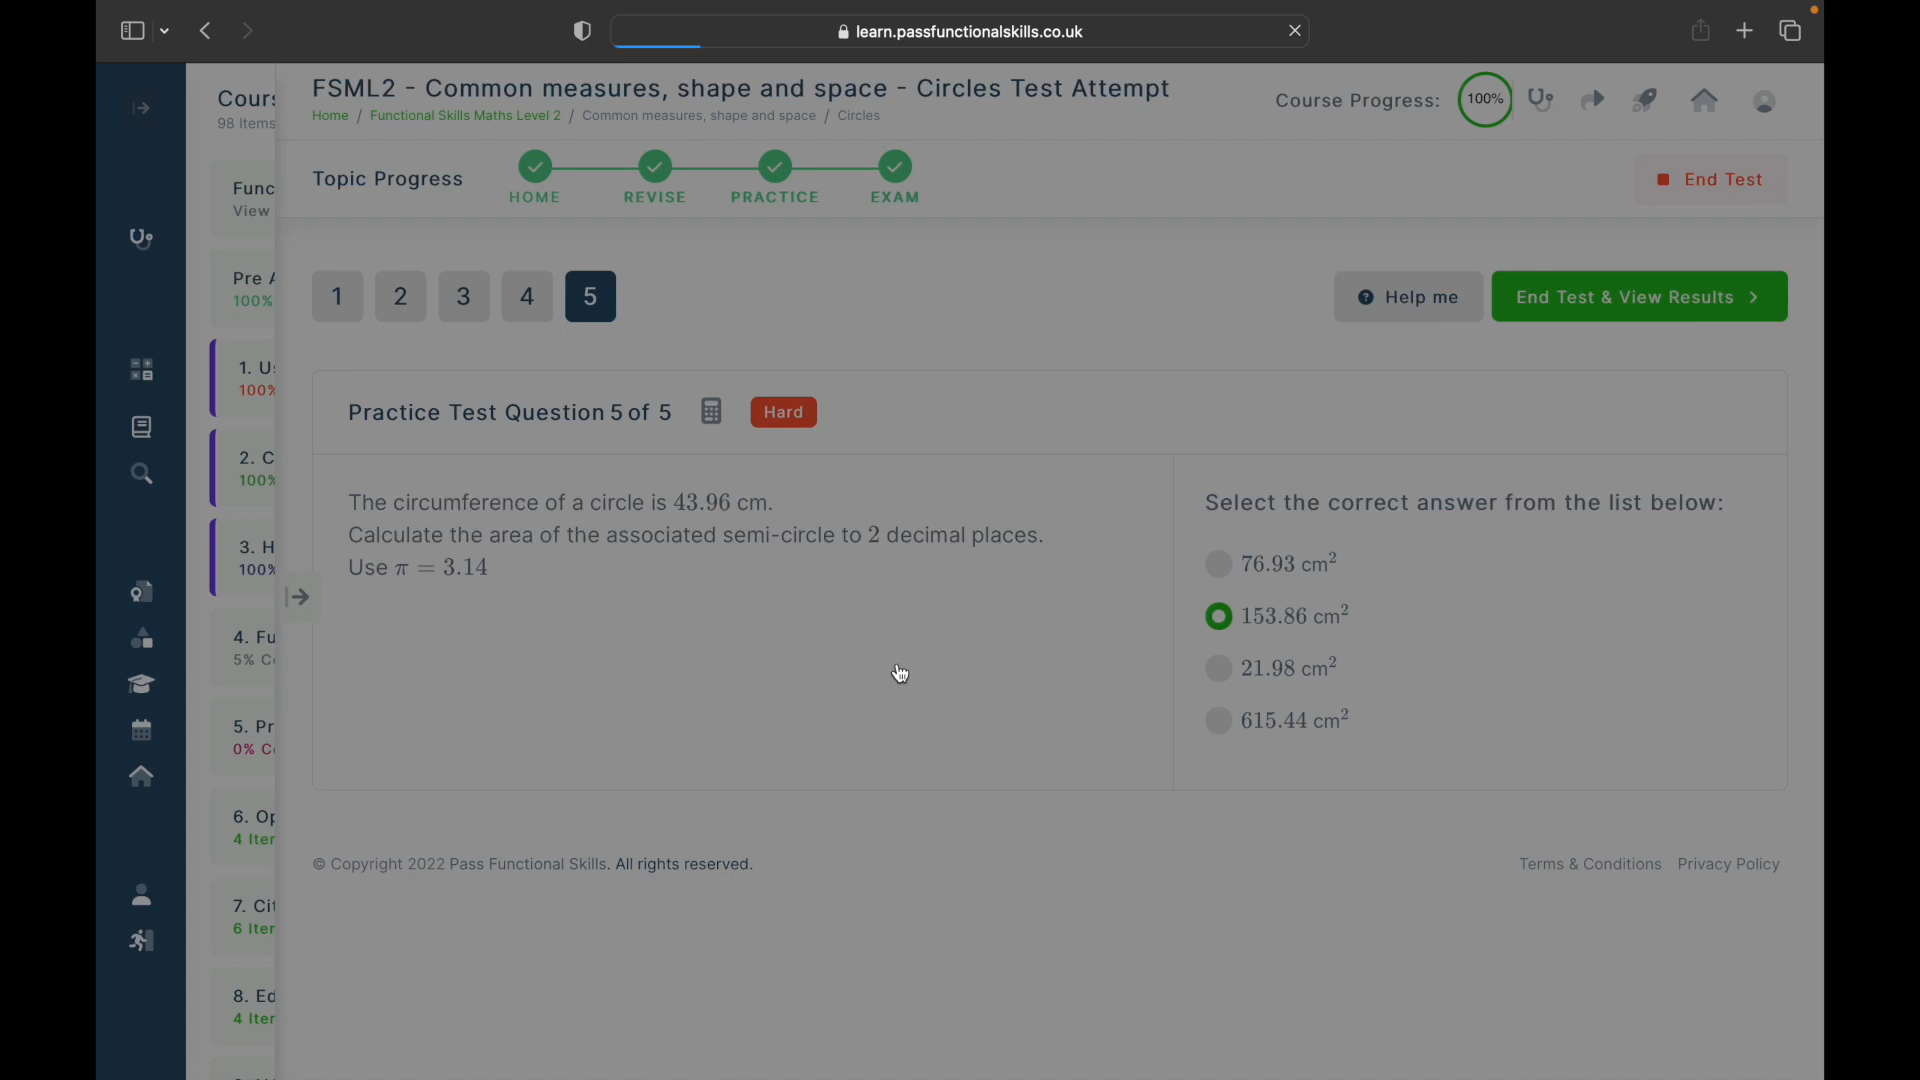 learn.passfunctionalskills.co.uk
FSML2 - Common measures, shape and space - Circles Test Attempt
Home / Functional Skills Maths Level 2 / Common measures, shape and space / Circles
Course Progress: 100%
Topic Progress
HOME
REVISE
PRACTICE
EXAM
End Test
Cours
98 Items
Func
View
Pre A
100%
1. Us
100%
2. C
100%
3. H
100%
4. Fu
5% Co
5. Pr
0% Co
6. Op
4 Iter
7. Cit
6 Iter
8. Ed
4 Iter
1 2 3 4 5
Help me
End Test & View Results
Practice Test Question 5 of 5
Hard
The circumference of a circle is 43.96 cm.
Calculate the area of the associated semi-circle to 2 decimal places.
Use π = 3.14
Select the correct answer from the list below:
76.93 cm²
153.86 cm²
21.98 cm²
615.44 cm²
© Copyright 2022 Pass Functional Skills. All rights reserved.
Terms & Conditions Privacy Policy